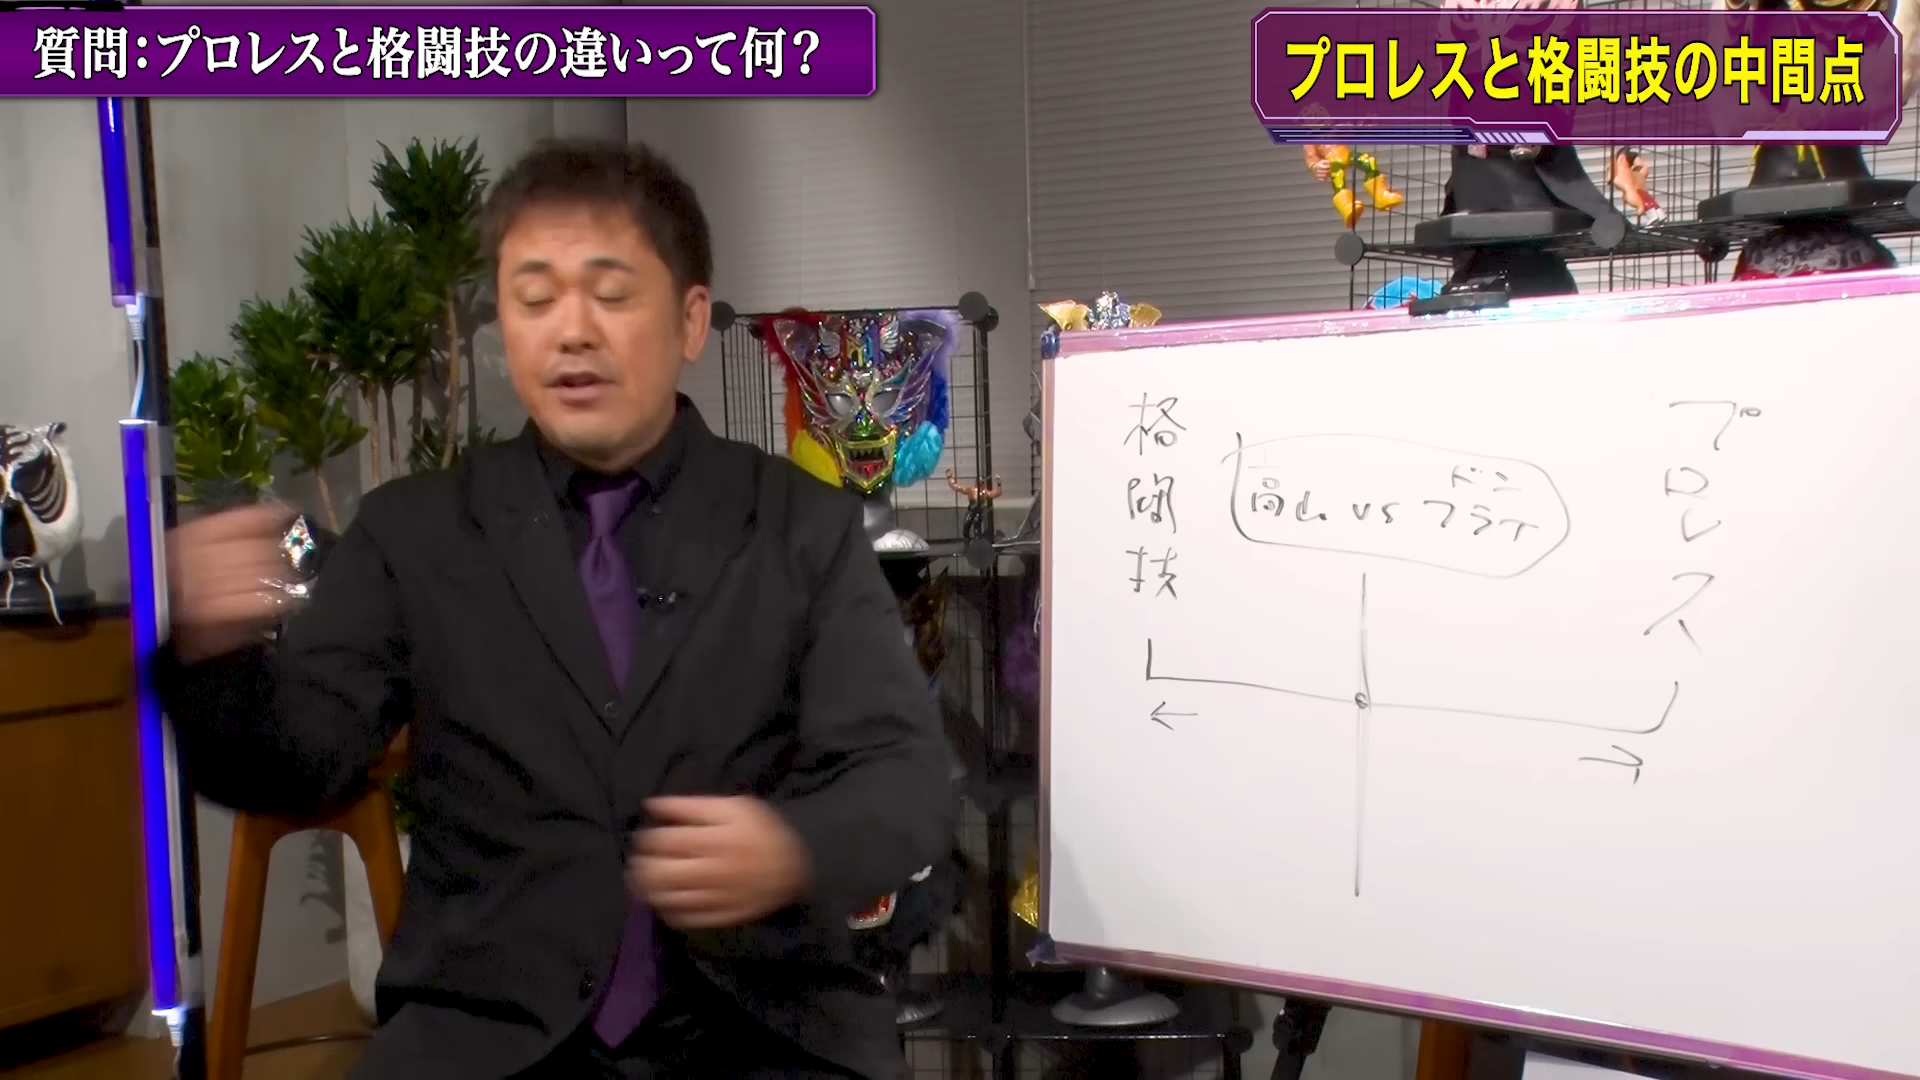 質問：プロレスと格闘技の違いって何？
プロレスと格闘技の中間点
格闘技
高山 vs ドン フライ
プロレス